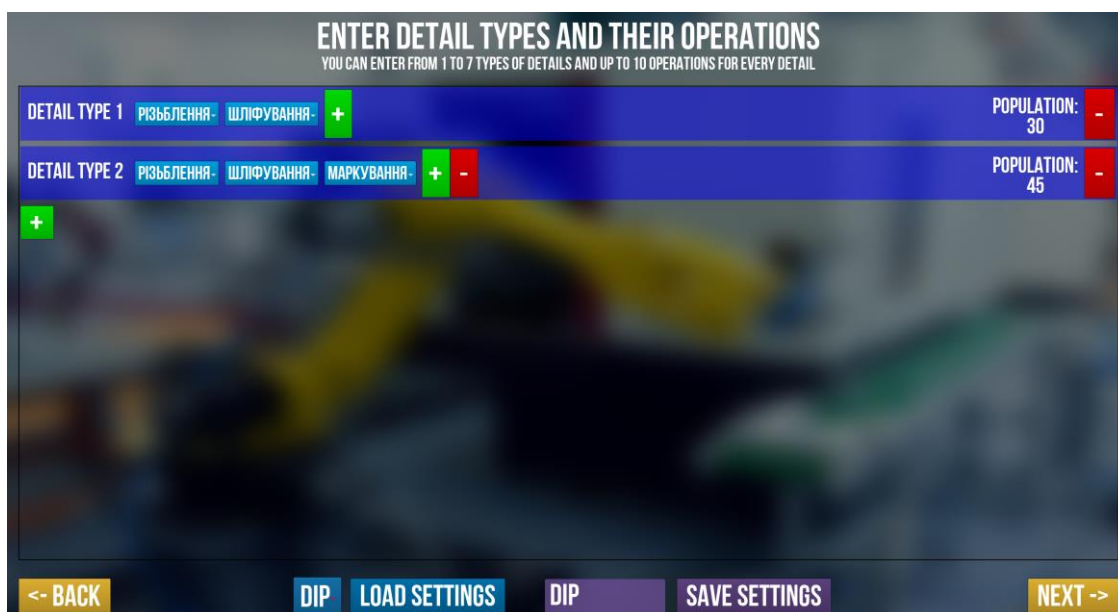 ENTER DETAIL TYPES AND THEIR OPERATIONS
YOU CAN ENTER FROM 1 TO 7 TYPES OF DETAILS AND UP TO 10 OPERATIONS FOR EVERY DETAIL
DETAIL TYPE 1 РІЗЬБЛЕННЯ- ШЛІФУВАННЯ- + POPULATION: -
30
DETAIL TYPE 2 РІЗЬБЛЕННЯ- ШЛІФУВАННЯ- МАРКУВАННЯ- + - POPULATION: -
45
+
<- BACK DIP LOAD SETTINGS DIP SAVE SETTINGS NEXT ->